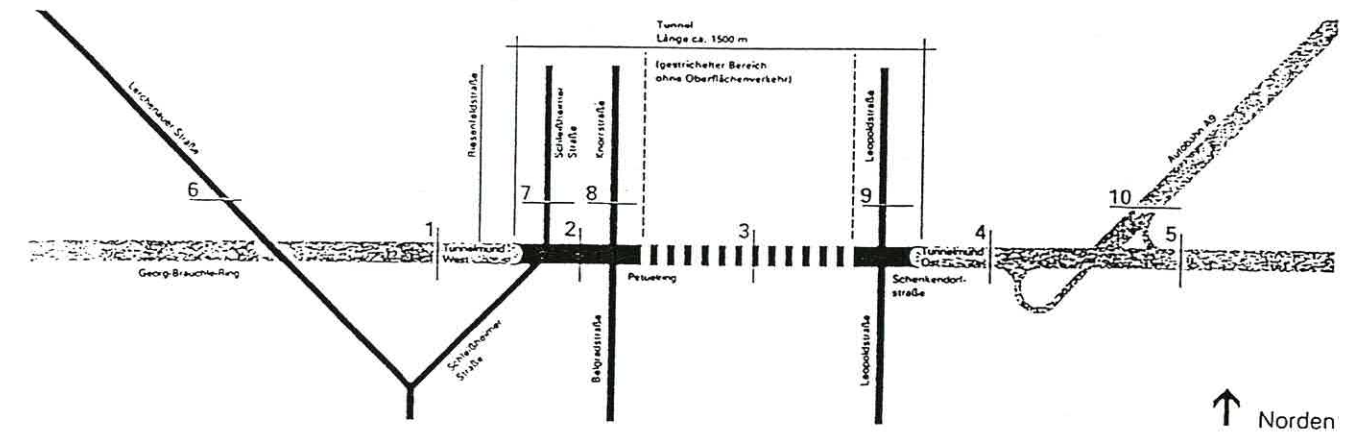 Tunnel
Länge ca. 1500 m
(gestrichelter Bereich
ohne Oberflächenverkehr)
Lerchenauer Straße
Riesenfeldstraße
Schleißheimer
Straße
Knorrstraße
Leopoldstraße
Autobahn A9
6
7
8
9
10
1
2
3
4
5
Tunnelmund
West
Tunnelmund
Ost
Georg-Brauchle-Ring
Petuelring
Schenkendorf-
straße
Schleißheimer
Straße
Belgradstraße
Leopoldstraße
Norden